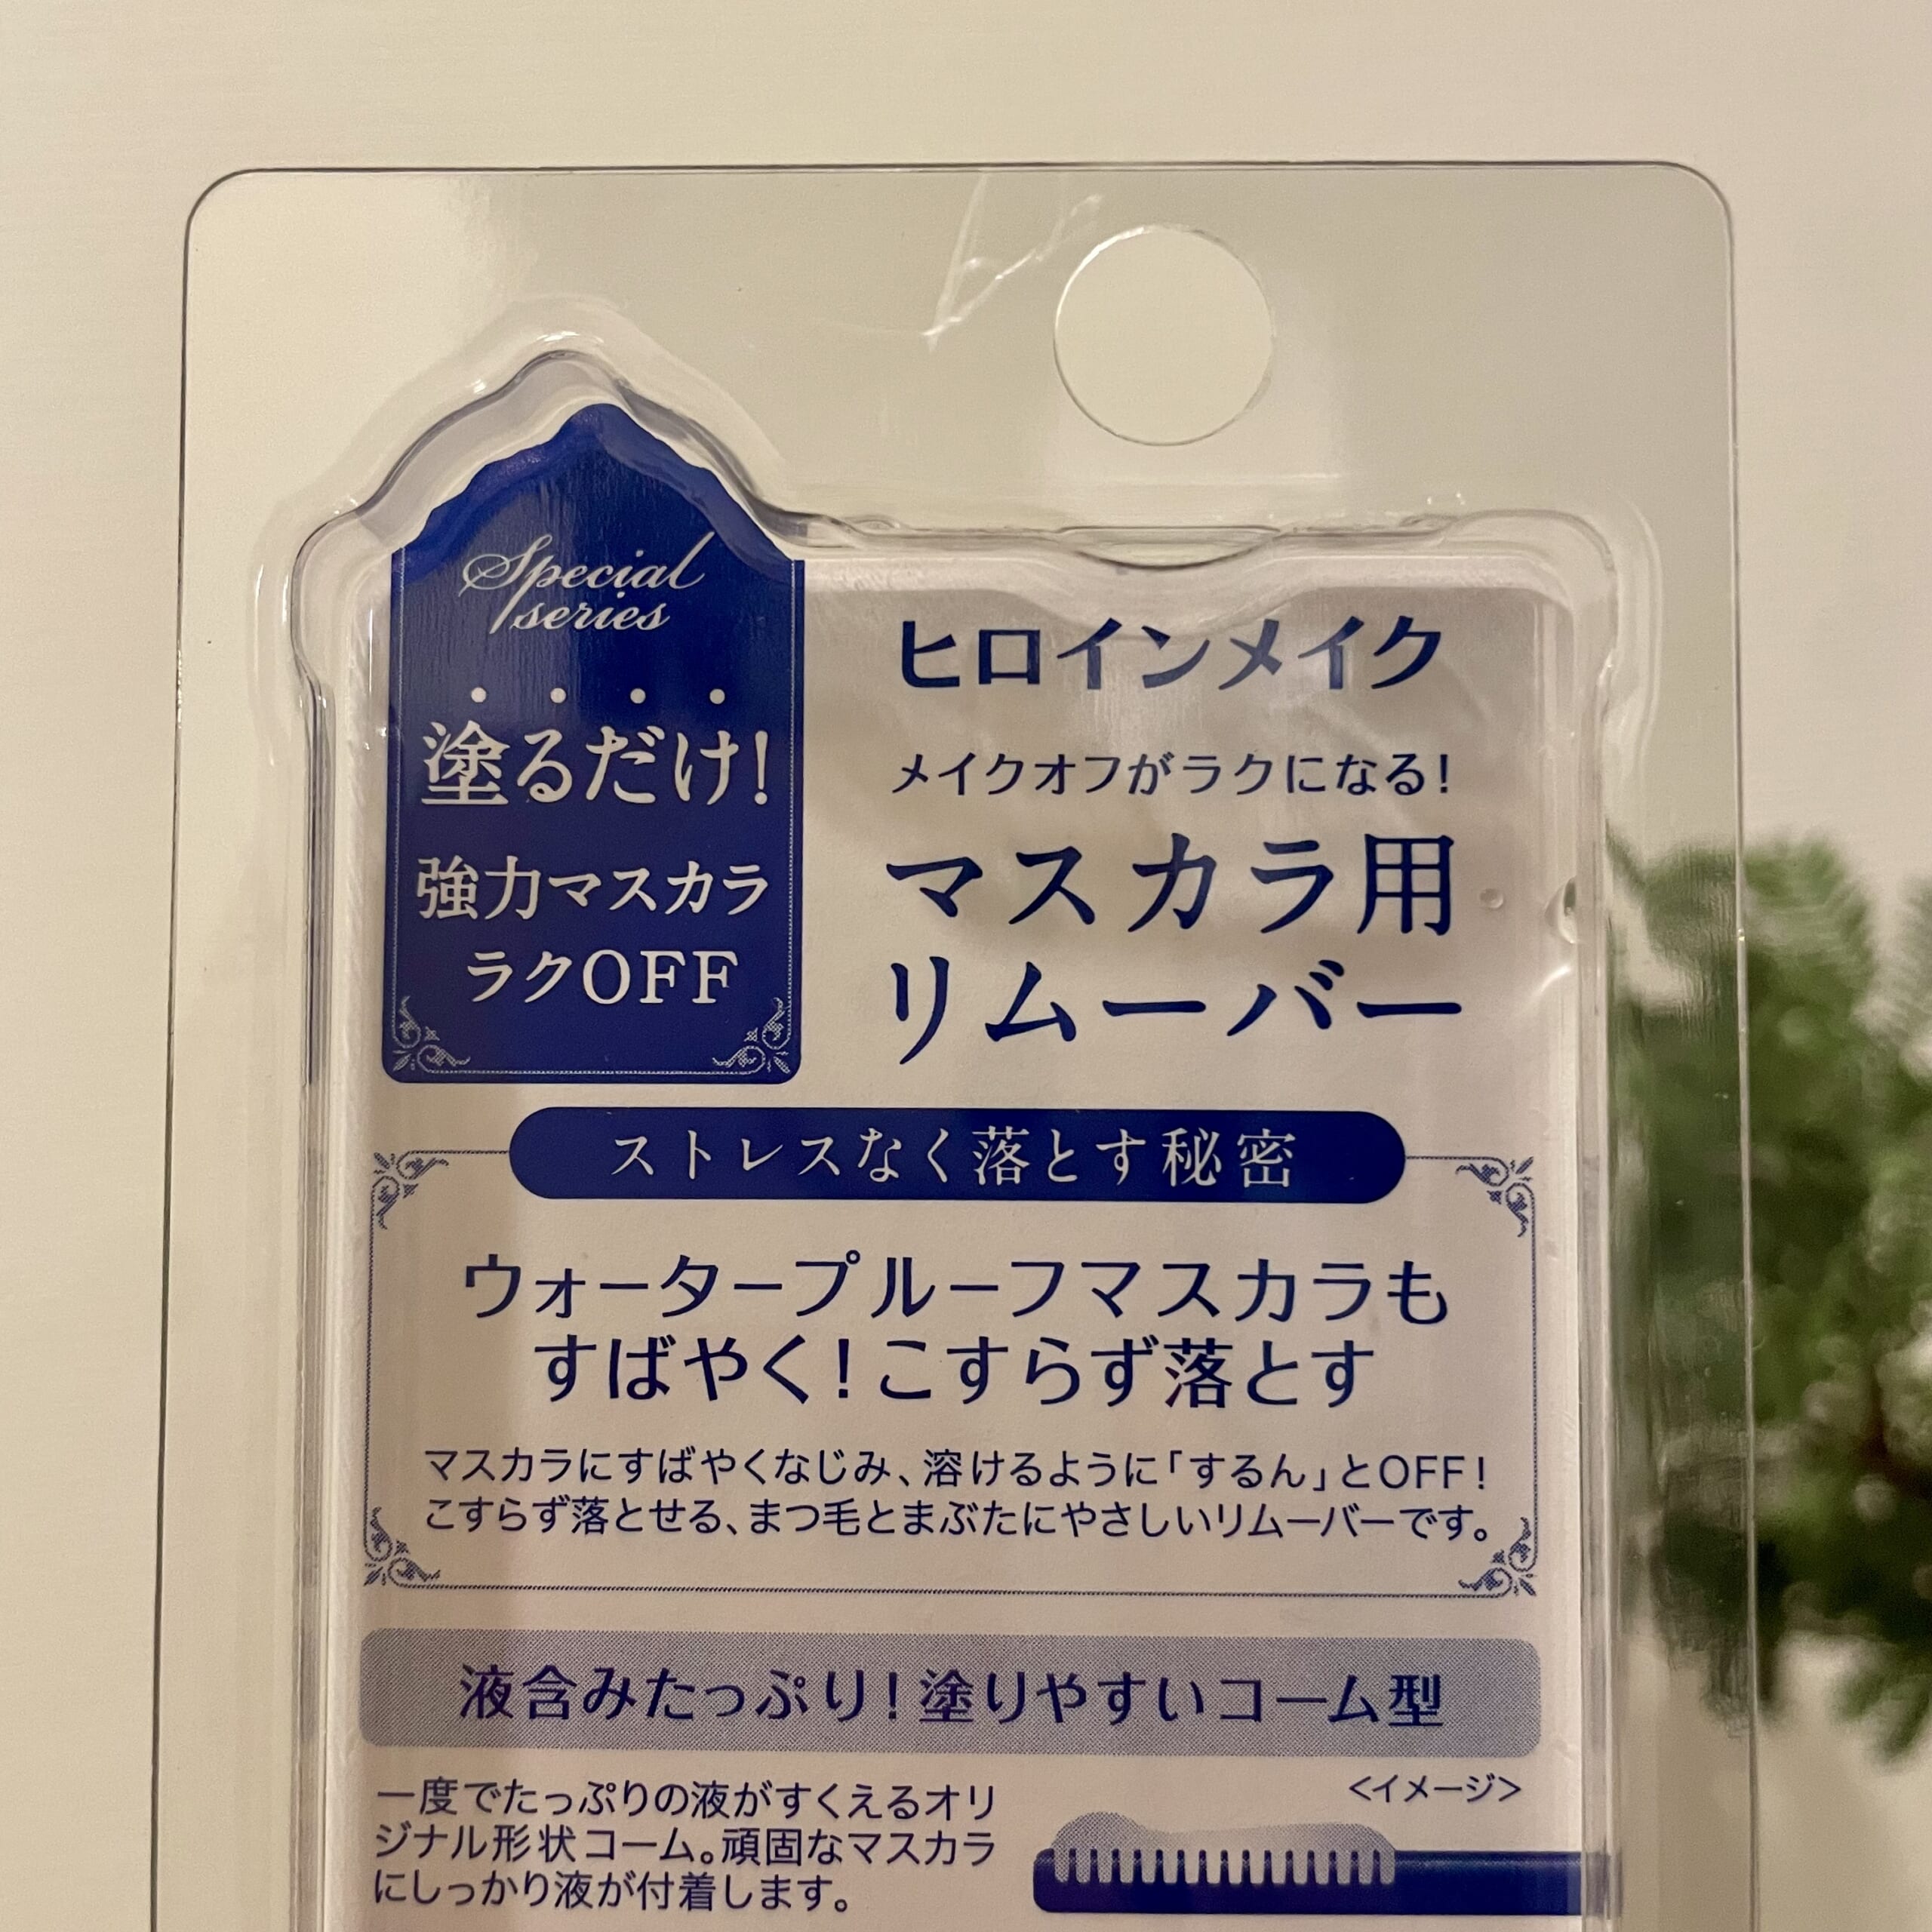 Special
series
塗るだけ!
強力マスカラ
ラクOFF
ヒロインメイク
メイクオフがラクになる!
マスカラ用
リムーバー
ストレスなく落とす秘密
ウォータープルーフマスカラも
すばやく!こすらず落とす
マスカラにすばやくなじみ、溶けるように「するん」とOFF!
こすらず落とせる、まつ毛とまぶたにやさしいリムーバーです。
液含みたっぷり!塗りやすいコーム型
一度でたっぷりの液がすくえるオリ
ジナル形状コーム。頑固なマスカラ
にしっかり液が付着します。
<イメージ>